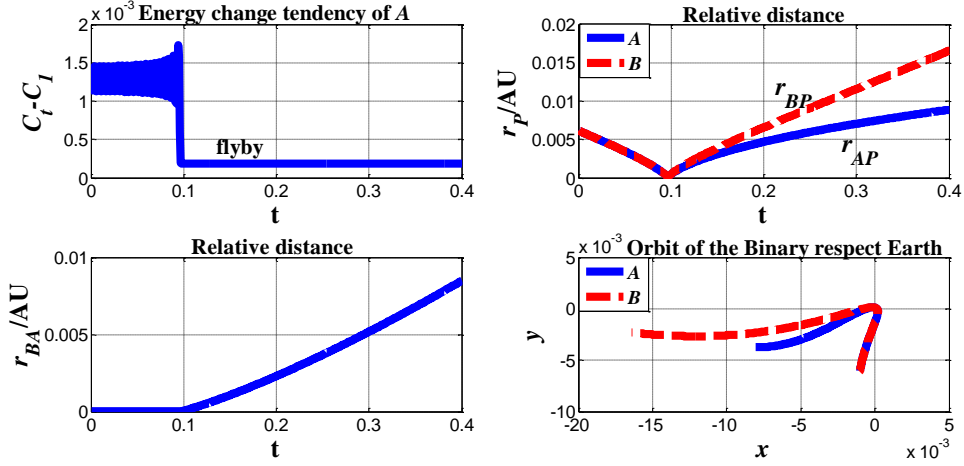 Energy change tendency of A
2 x 10⁻³
1.5
1
0.5
0
C_t-C_1
flyby
0 0.1 0.2 0.3 0.4
t
Relative distance
0.02
0.015
0.01
0.005
0
r_P/AU
A
B
r_BP
r_AP
0 0.1 0.2 0.3 0.4
t
Relative distance
0.01
0.005
0
r_BA/AU
0 0.1 0.2 0.3 0.4
t
Orbit of the Binary respect Earth
5 x 10⁻³
0
-5
-10
y
A
B
-20 -15 -10 -5 0 5
x x 10⁻³